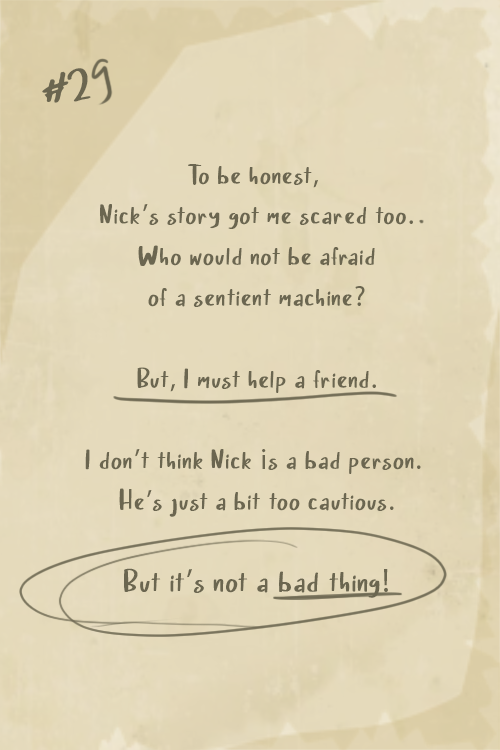 #29
To be honest,
Nick's story got me scared too..
Who would not be afraid
of a sentient machine?
But, I must help a friend.
I don't think Nick is a bad person.
He's just a bit too cautious.
But it's not a bad thing!